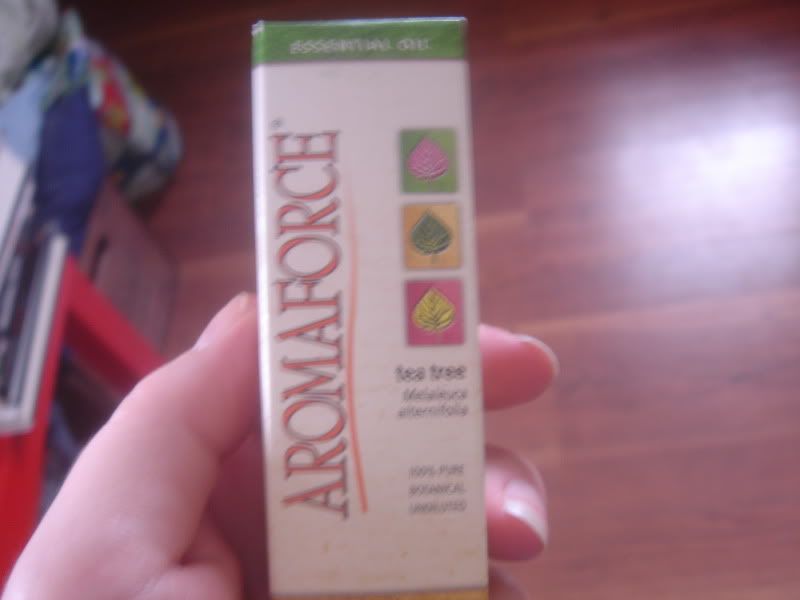 ESSENTIAL OIL
AROMAFORCE®
tea tree
Melaleuca
alternifolia
100% PURE
BOTANICAL
UNDILUTED